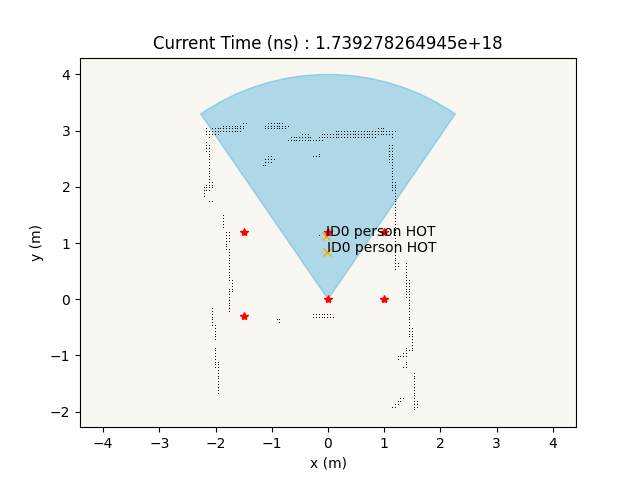 Current Time (ns) : 1.739278264945e+18
4
3
2
1
0
−1
−2
y (m)
ID0 person HOT
ID0 person HOT
−4 −3 −2 −1 0 1 2 3 4
x (m)